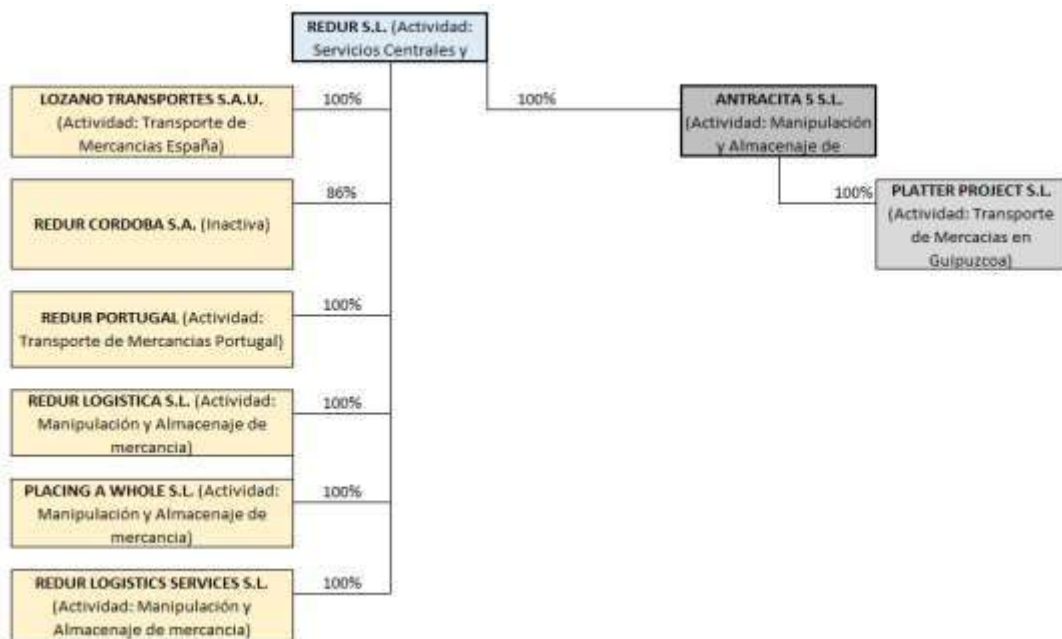 REDUR S.L. (Actividad:
Servicios Centrales y
LOZANO TRANSPORTES S.A.U.
(Actividad: Transporte de
Mercancias España)
100%
100%
ANTRACITA 5 S.L.
(Actividad: Manipulación
y Almacenaje de
REDUR CORDOBA S.A. (Inactiva)
86%
100%
PLATTER PROJECT S.L.
(Actividad: Transporte
de Mercacias en
Guipuzcoa)
REDUR PORTUGAL (Actividad:
Transporte de Mercancias Portugal)
100%
REDUR LOGISTICA S.L. (Actividad:
Manipulación y Almacenaje de
mercancia)
100%
PLACING A WHOLE S.L. (Actividad:
Manipulación y Almacenaje de
mercancia)
100%
REDUR LOGISTICS SERVICES S.L.
(Actividad: Manipulación y
Almacenaje de mercancia)
100%